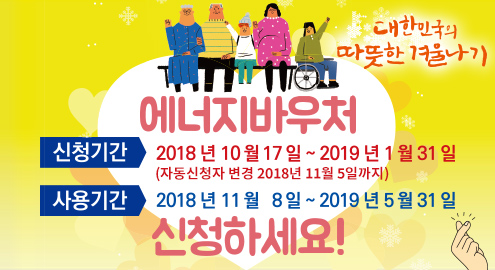 대한민국의
따뜻한 겨울나기
에너지바우처
신청기간 2018 년 10 월 17 일 ~ 2019 년 1 월 31 일
(자동신청자 변경 2018년 11월 5일까지)
사용기간 2018 년 11 월 8 일 ~ 2019 년 5 월 31 일
신청하세요!